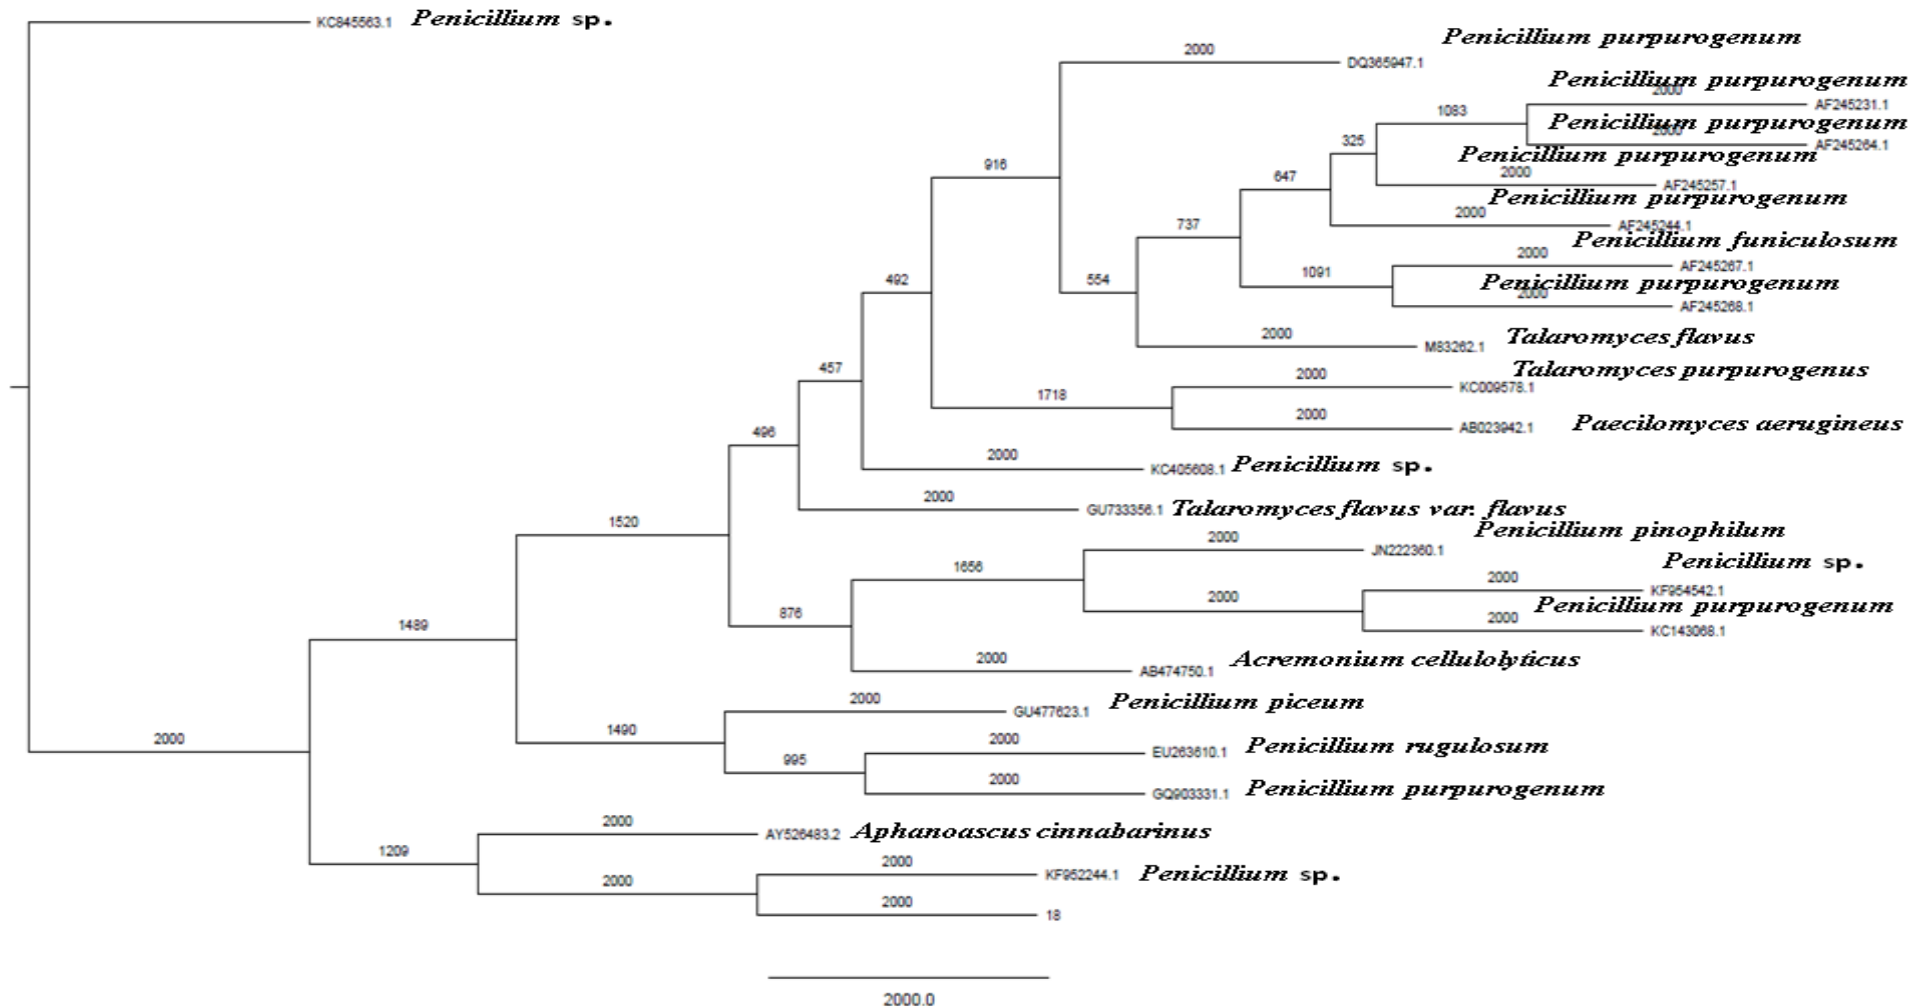 KC845563.1 Penicillium sp.
Penicillium purpurogenum
2000
DQ365947.1
Penicillium purpurogenum
2000
AF245231.1
1083
Penicillium purpurogenum
2000
AF245264.1
325
Penicillium purpurogenum
916
2000
647
AF245257.1
Penicillium purpurogenum
2000
737
AF245244.1
Penicillium funiculosum
2000
AF245267.1
492
554
1091
Penicillium purpurogenum
2000
AF245268.1
2000
M83262.1 Talaromyces flavus
457
2000
Talaromyces purpurogenus
KC009578.1
1718
2000
AB023942.1 Paecilomyces aerugineus
496
2000
KC405608.1 Penicillium sp.
2000
GU733356.1 Talaromyces flavus var. flavus
1520
Penicillium pinophilum
2000
JN222360.1
1656
Penicillium sp.
2000
KF954542.1
2000
Penicillium purpurogenum
876
2000
1489
KC143068.1
2000
AB474750.1 Acremonium cellulolyticus
2000
GU477623.1 Penicillium piceum
1490
2000
2000
EU263610.1 Penicillium rugulosum
995
2000
GQ903331.1 Penicillium purpurogenum
2000
AY526483.2 Aphanoascus cinnabarinus
1209
2000
KF952244.1 Penicillium sp.
2000
2000
18
2000.0